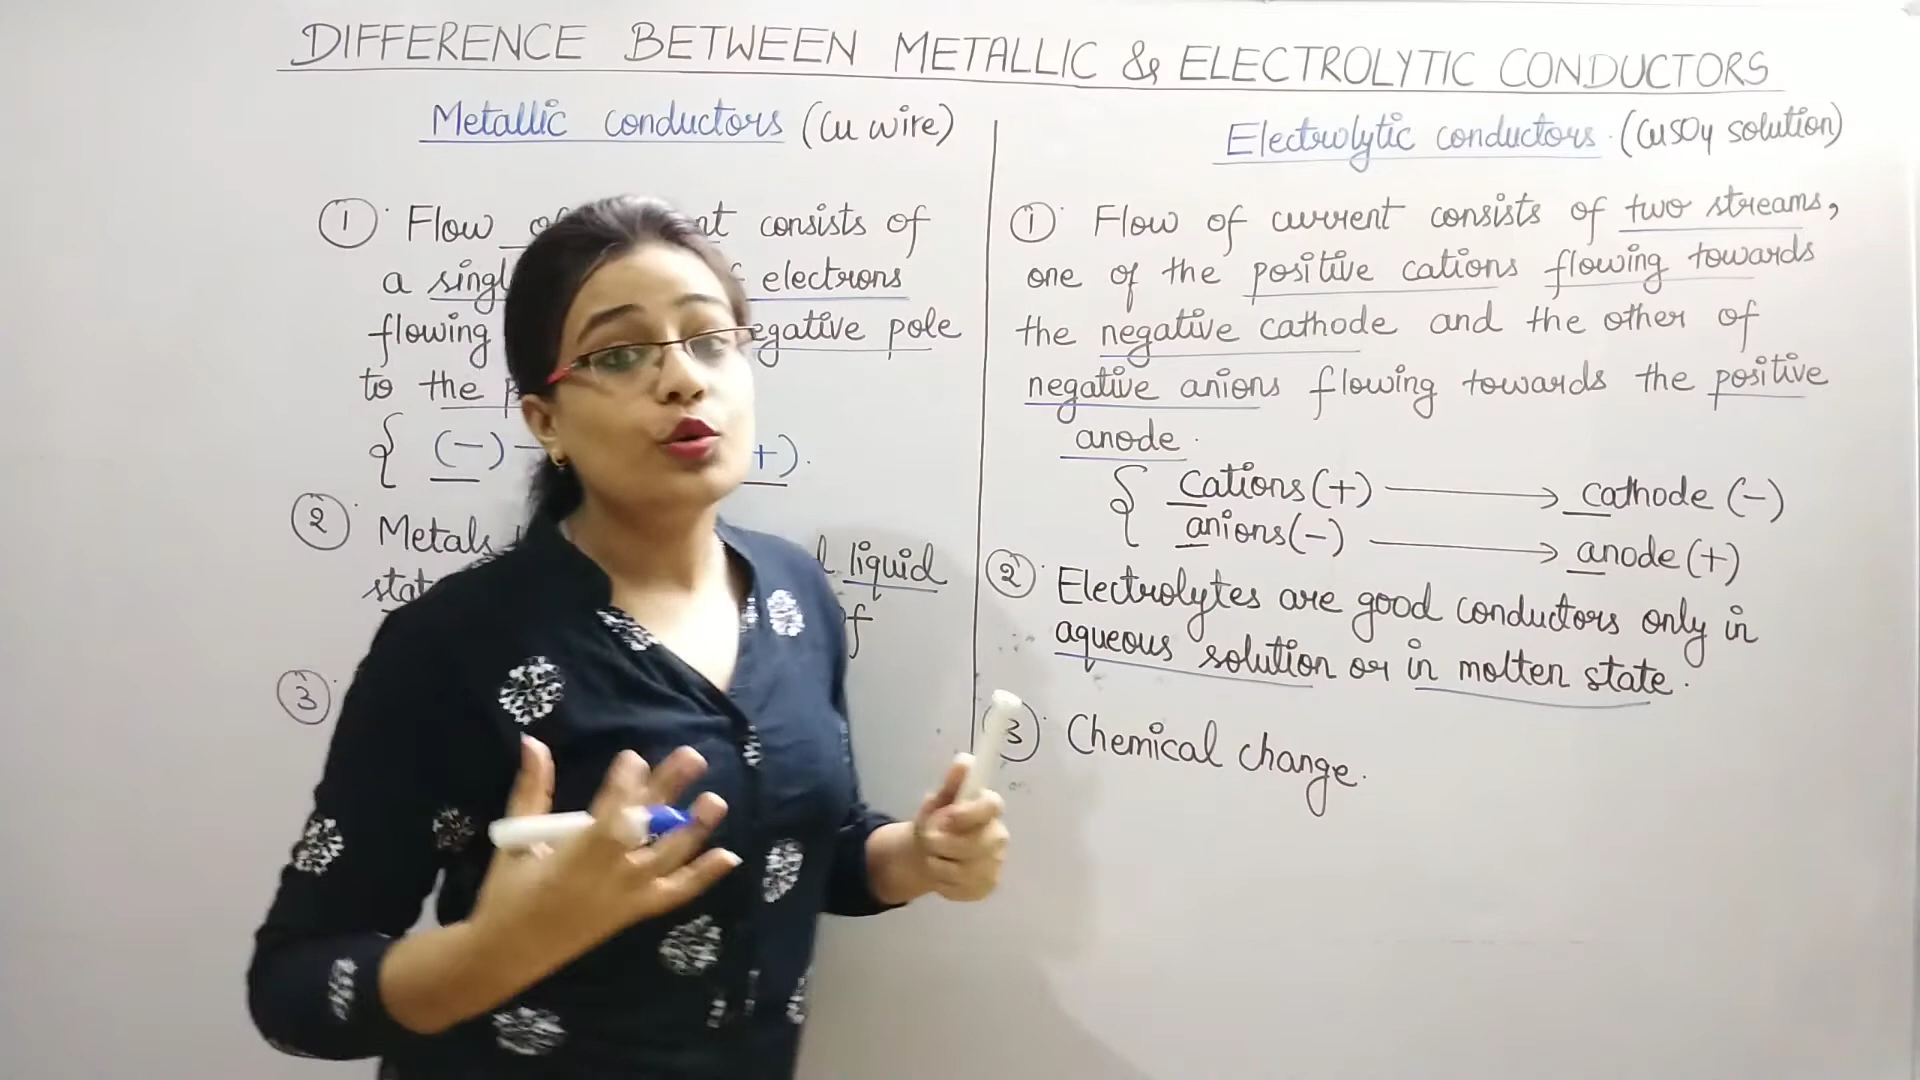 DIFFERENCE BETWEEN METALLIC & ELECTROLYTIC CONDUCTORS
Metallic conductors (Cu wire)
① Flow consists of
a electrons
flowing negative pole
to the
{ (-) (+).
② Metals liquid
of
③
Electrolytic conductors. (CuSO4 solution)
① Flow of current consists of two streams,
one of the positive cations flowing towards
the negative cathode and the other of
negative anions flowing towards the positive
anode.
{ cations (+) → cathode (-)
anions (-) → anode (+)
② Electrolytes are good conductors only in
aqueous solution or in molten state.
③ Chemical change.